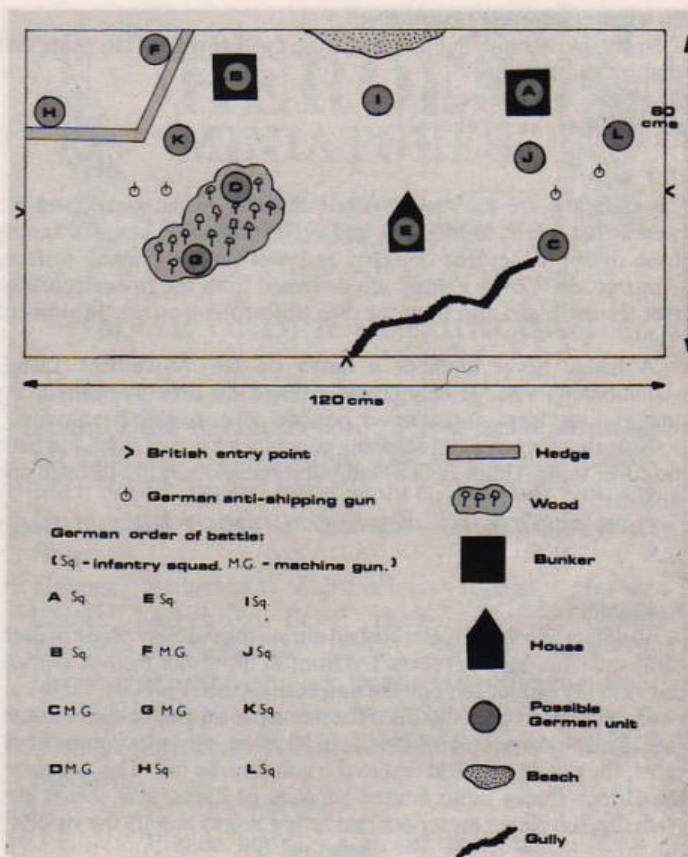 F
B
A
I
H
K
L
J
60
cms
D
E
G
C
120 cms
> British entry point
German anti-shipping gun
German order of battle:
(Sq.-infantry squad. M.G. - machine gun.)
A Sq. E Sq. I Sq.
B Sq. F M.G. J Sq.
C M.G. G M.G. K Sq.
D M.G. H Sq. L Sq.
Hedge
Wood
Bunker
House
Possible
German unit
Beach
Gully